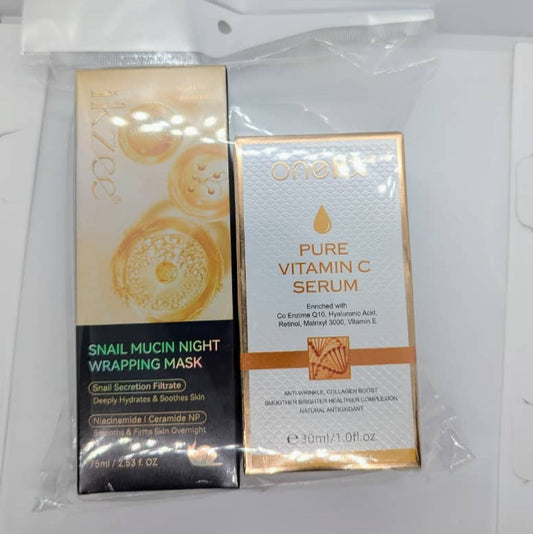 ikzee®
SNAIL MUCIN NIGHT
WRAPPING MASK
Snail Secretion Filtrate
Deeply Hydrates & Soothes Skin
Niacinamide | Ceramide NP
Smooths & Firms Skin Overnight
75ml / 2.53 fl. OZ
PURE
VITAMIN C
SERUM
Enriched with
Co Enzime Q10, Hyaluronic Acid,
Retinol, Matrixyl 3000, Vitamin E
ANTI-WRINKLE, COLLAGEN BOOST
SMOOTHER BRIGHTER HEALTHIER COMPLEXION
NATURAL ANTIOXIDANT
℮30ml/1.0fl.oz